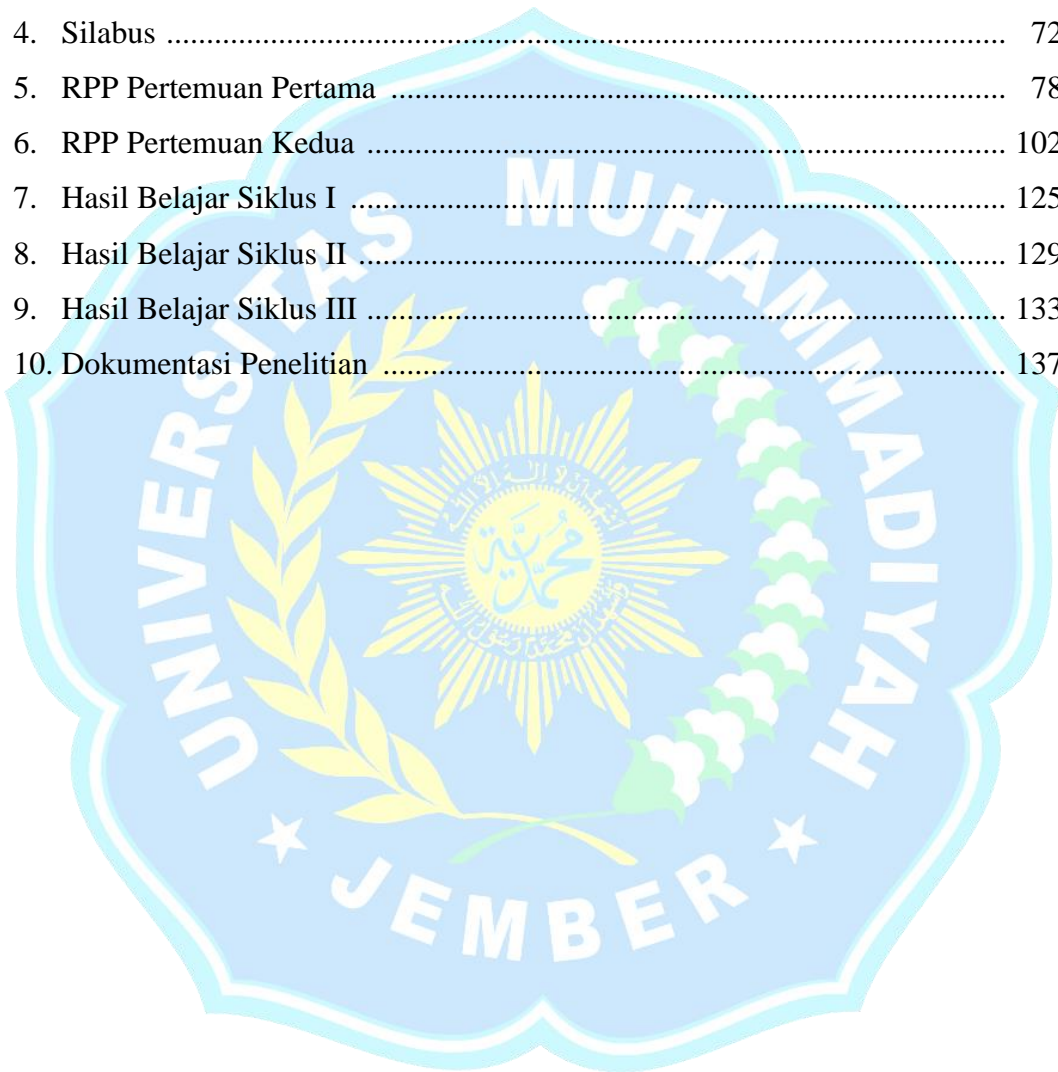 4. Silabus ........................................................................................................ 72
5. RPP Pertemuan Pertama ............................................................................ 78
6. RPP Pertemuan Kedua ............................................................................... 102
7. Hasil Belajar Siklus I ................................................................................. 125
8. Hasil Belajar Siklus II ................................................................................ 129
9. Hasil Belajar Siklus III ............................................................................... 133
10. Dokumentasi Penelitian ............................................................................. 137
UNIVERSITAS MUHAMMADIYAH
محمدية
JEMBER